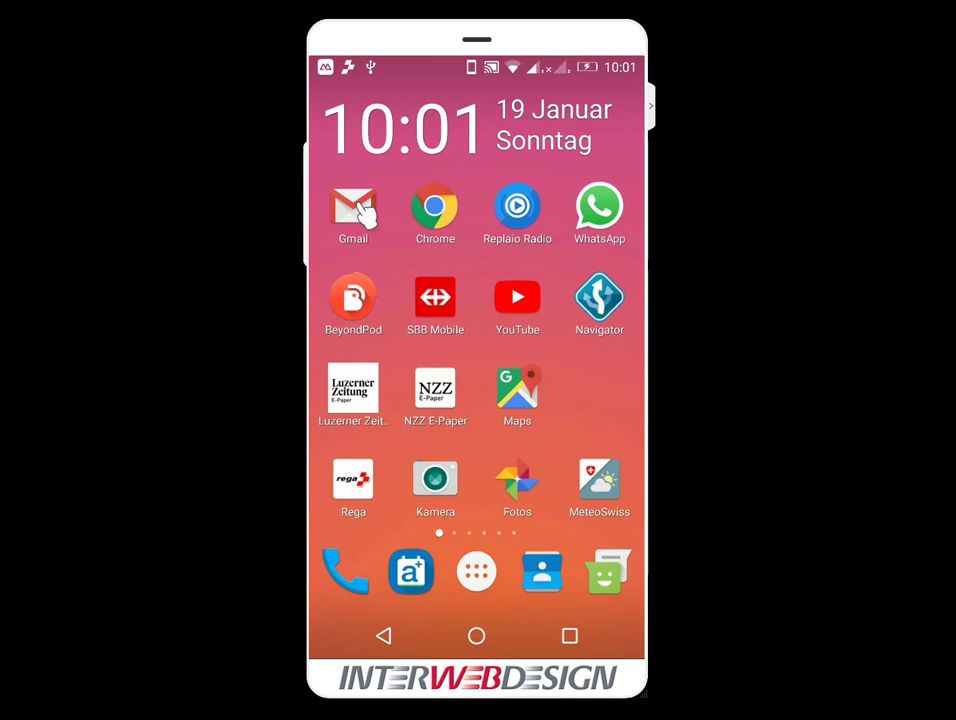 10:01
10:01
19 Januar
Sonntag
Gmail
Chrome
Replaio Radio
WhatsApp
BeyondPod
SBB Mobile
YouTube
Navigator
Luzerner
Zeitung
E-Paper
NZZ
E-Paper
G
Luzerner Zeit..
NZZ E-Paper
Maps
rega
Rega
Kamera
Fotos
MeteoSwiss
a+
INTERWEBDESIGN